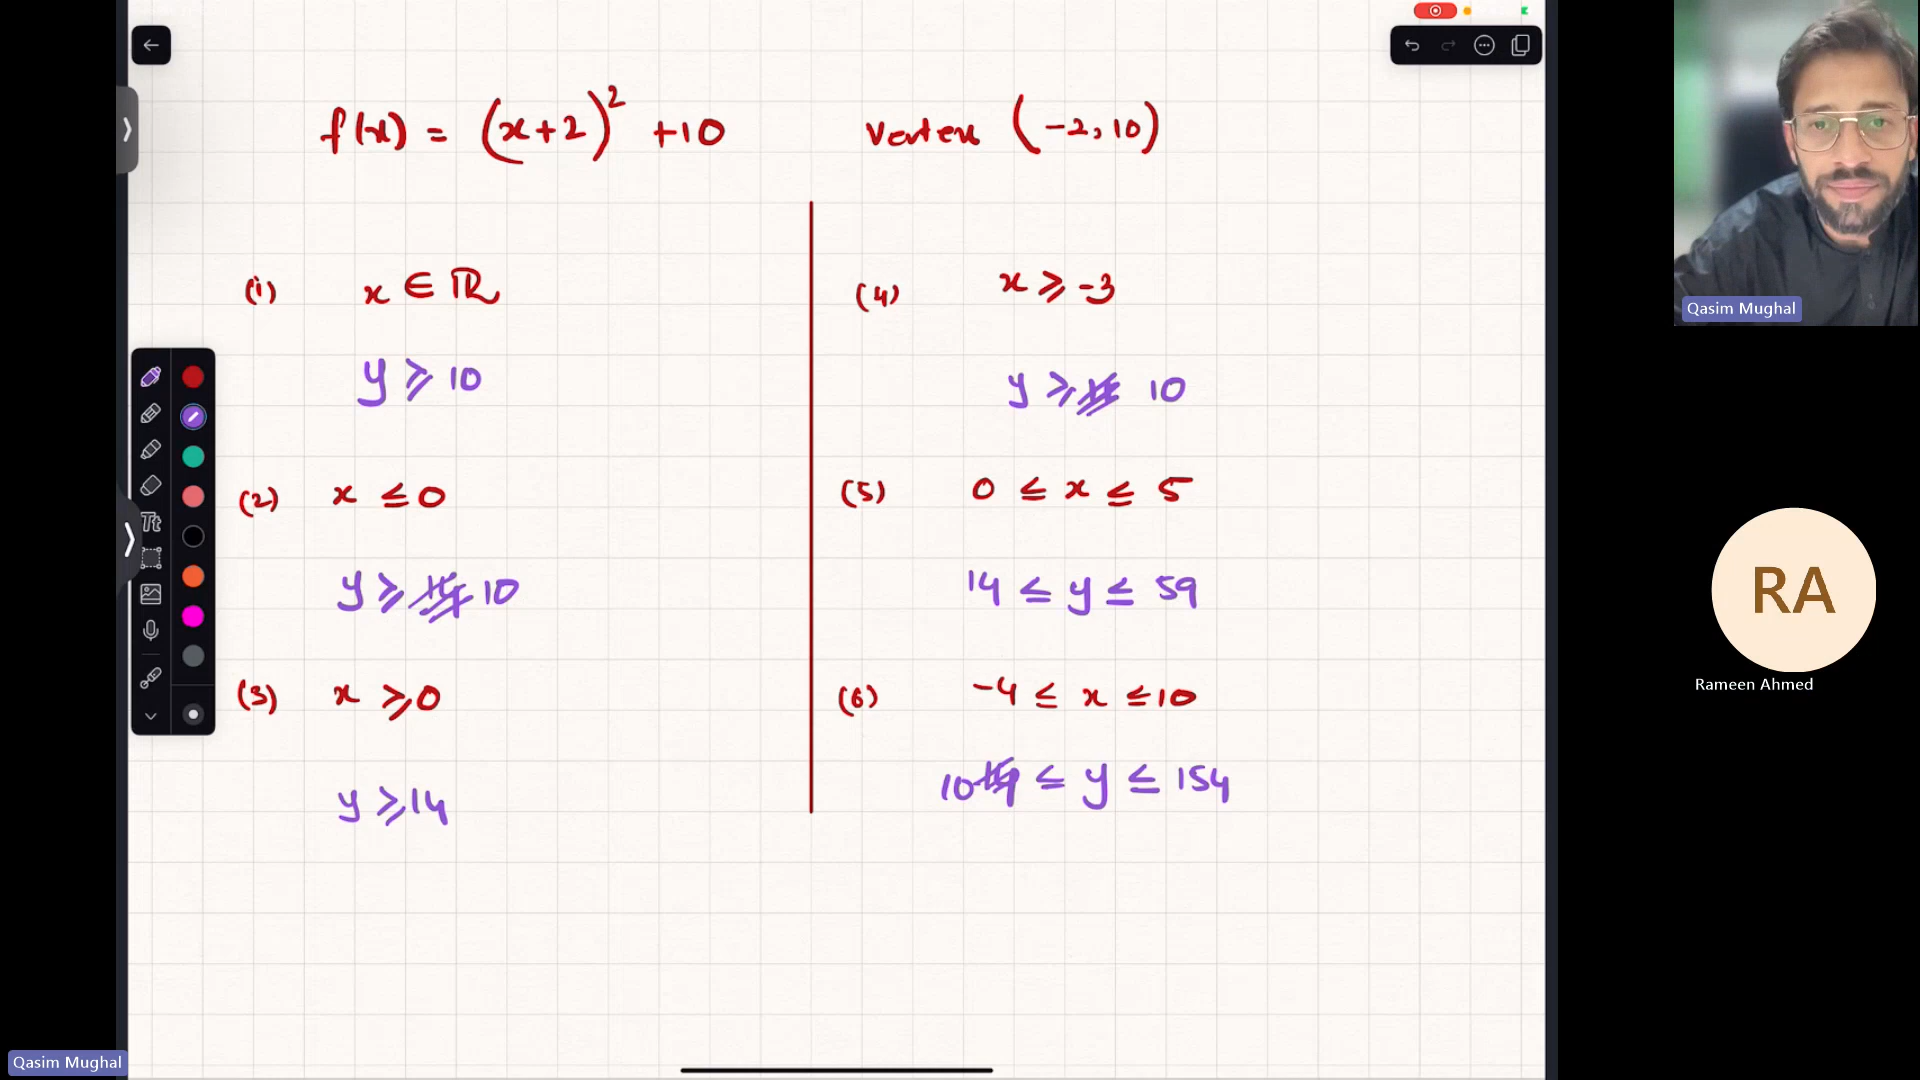 f(x) = (x+2)² +10
vertex (-2, 10)
(1) x ∈ ℝ
y ⩾ 10
(2) x ≤ 0
y ⩾ 10
(3) x ⩾ 0
y ⩾ 14
(4) x ⩾ -3
y ⩾ 10
(5) 0 ≤ x ≤ 5
14 ≤ y ≤ 59
(6) -4 ≤ x ≤ 10
10 ≤ y ≤ 154
Tt
Qasim Mughal
RA
Rameen Ahmed
Qasim Mughal